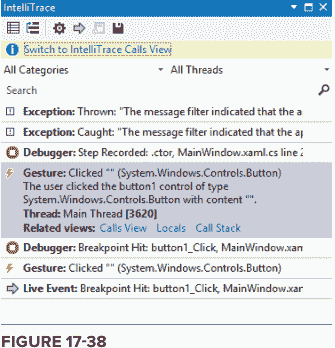 IntelliTrace
Switch to IntelliTrace Calls View
All Categories All Threads
Search
Exception: Thrown: "The message filter indicated that the a
Exception: Caught: "The message filter indicated that the ap
Debugger: Step Recorded: .ctor, MainWindow.xaml.cs line 2
Gesture: Clicked "" (System.Windows.Controls.Button)
The user clicked the button1 control of type
System.Windows.Controls.Button with content "".
Thread: Main Thread [3620]
Related views: Calls View Locals Call Stack
Debugger: Breakpoint Hit: button1_Click, MainWindow.xam
Gesture: Clicked "" (System.Windows.Controls.Button)
Live Event: Breakpoint Hit: button1_Click, MainWindow.xar
FIGURE 17-38